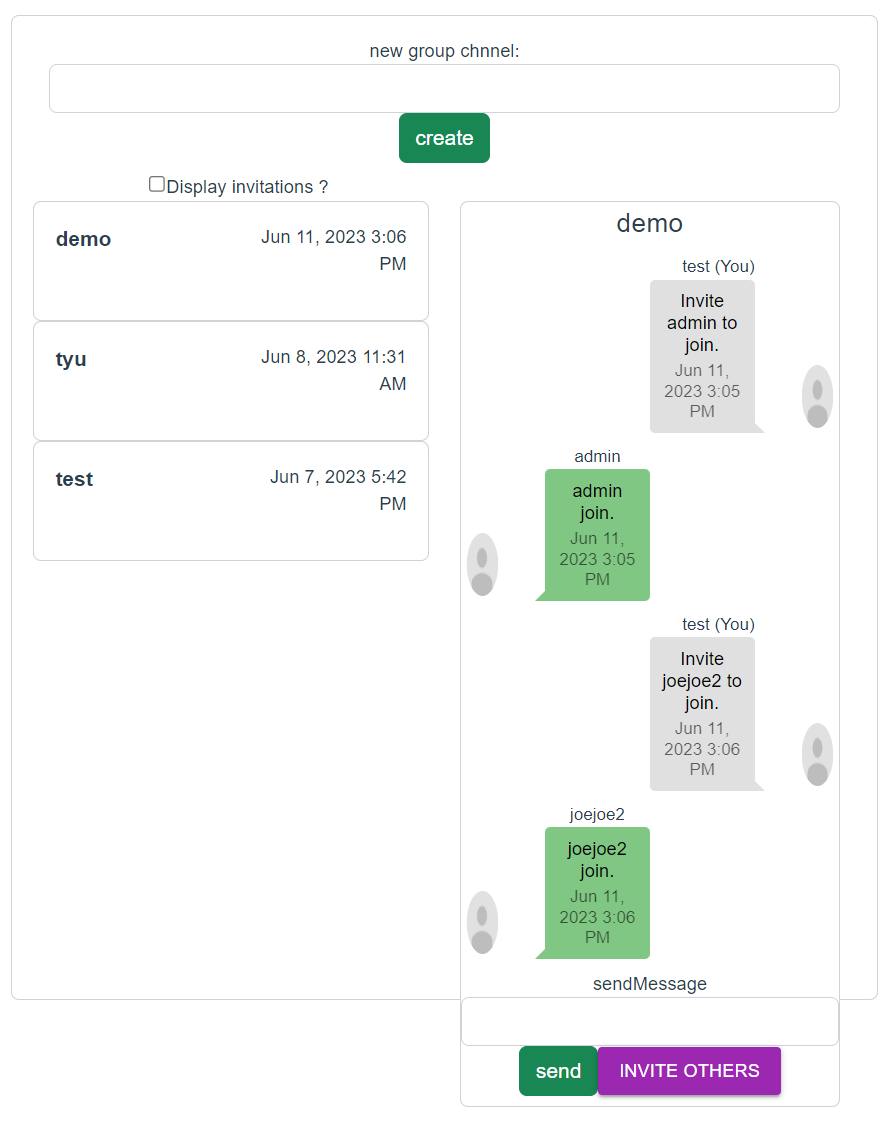 new group chnnel:
create
Display invitations ?
demo
Jun 11, 2023 3:06
PM
tyu
Jun 8, 2023 11:31
AM
test
Jun 7, 2023 5:42
PM
demo
test (You)
Invite
admin to
join.
Jun 11,
2023 3:05
PM
admin
admin
join.
Jun 11,
2023 3:05
PM
test (You)
Invite
joejoe2 to
join.
Jun 11,
2023 3:06
PM
joejoe2
joejoe2
join.
Jun 11,
2023 3:06
PM
sendMessage
send
INVITE OTHERS